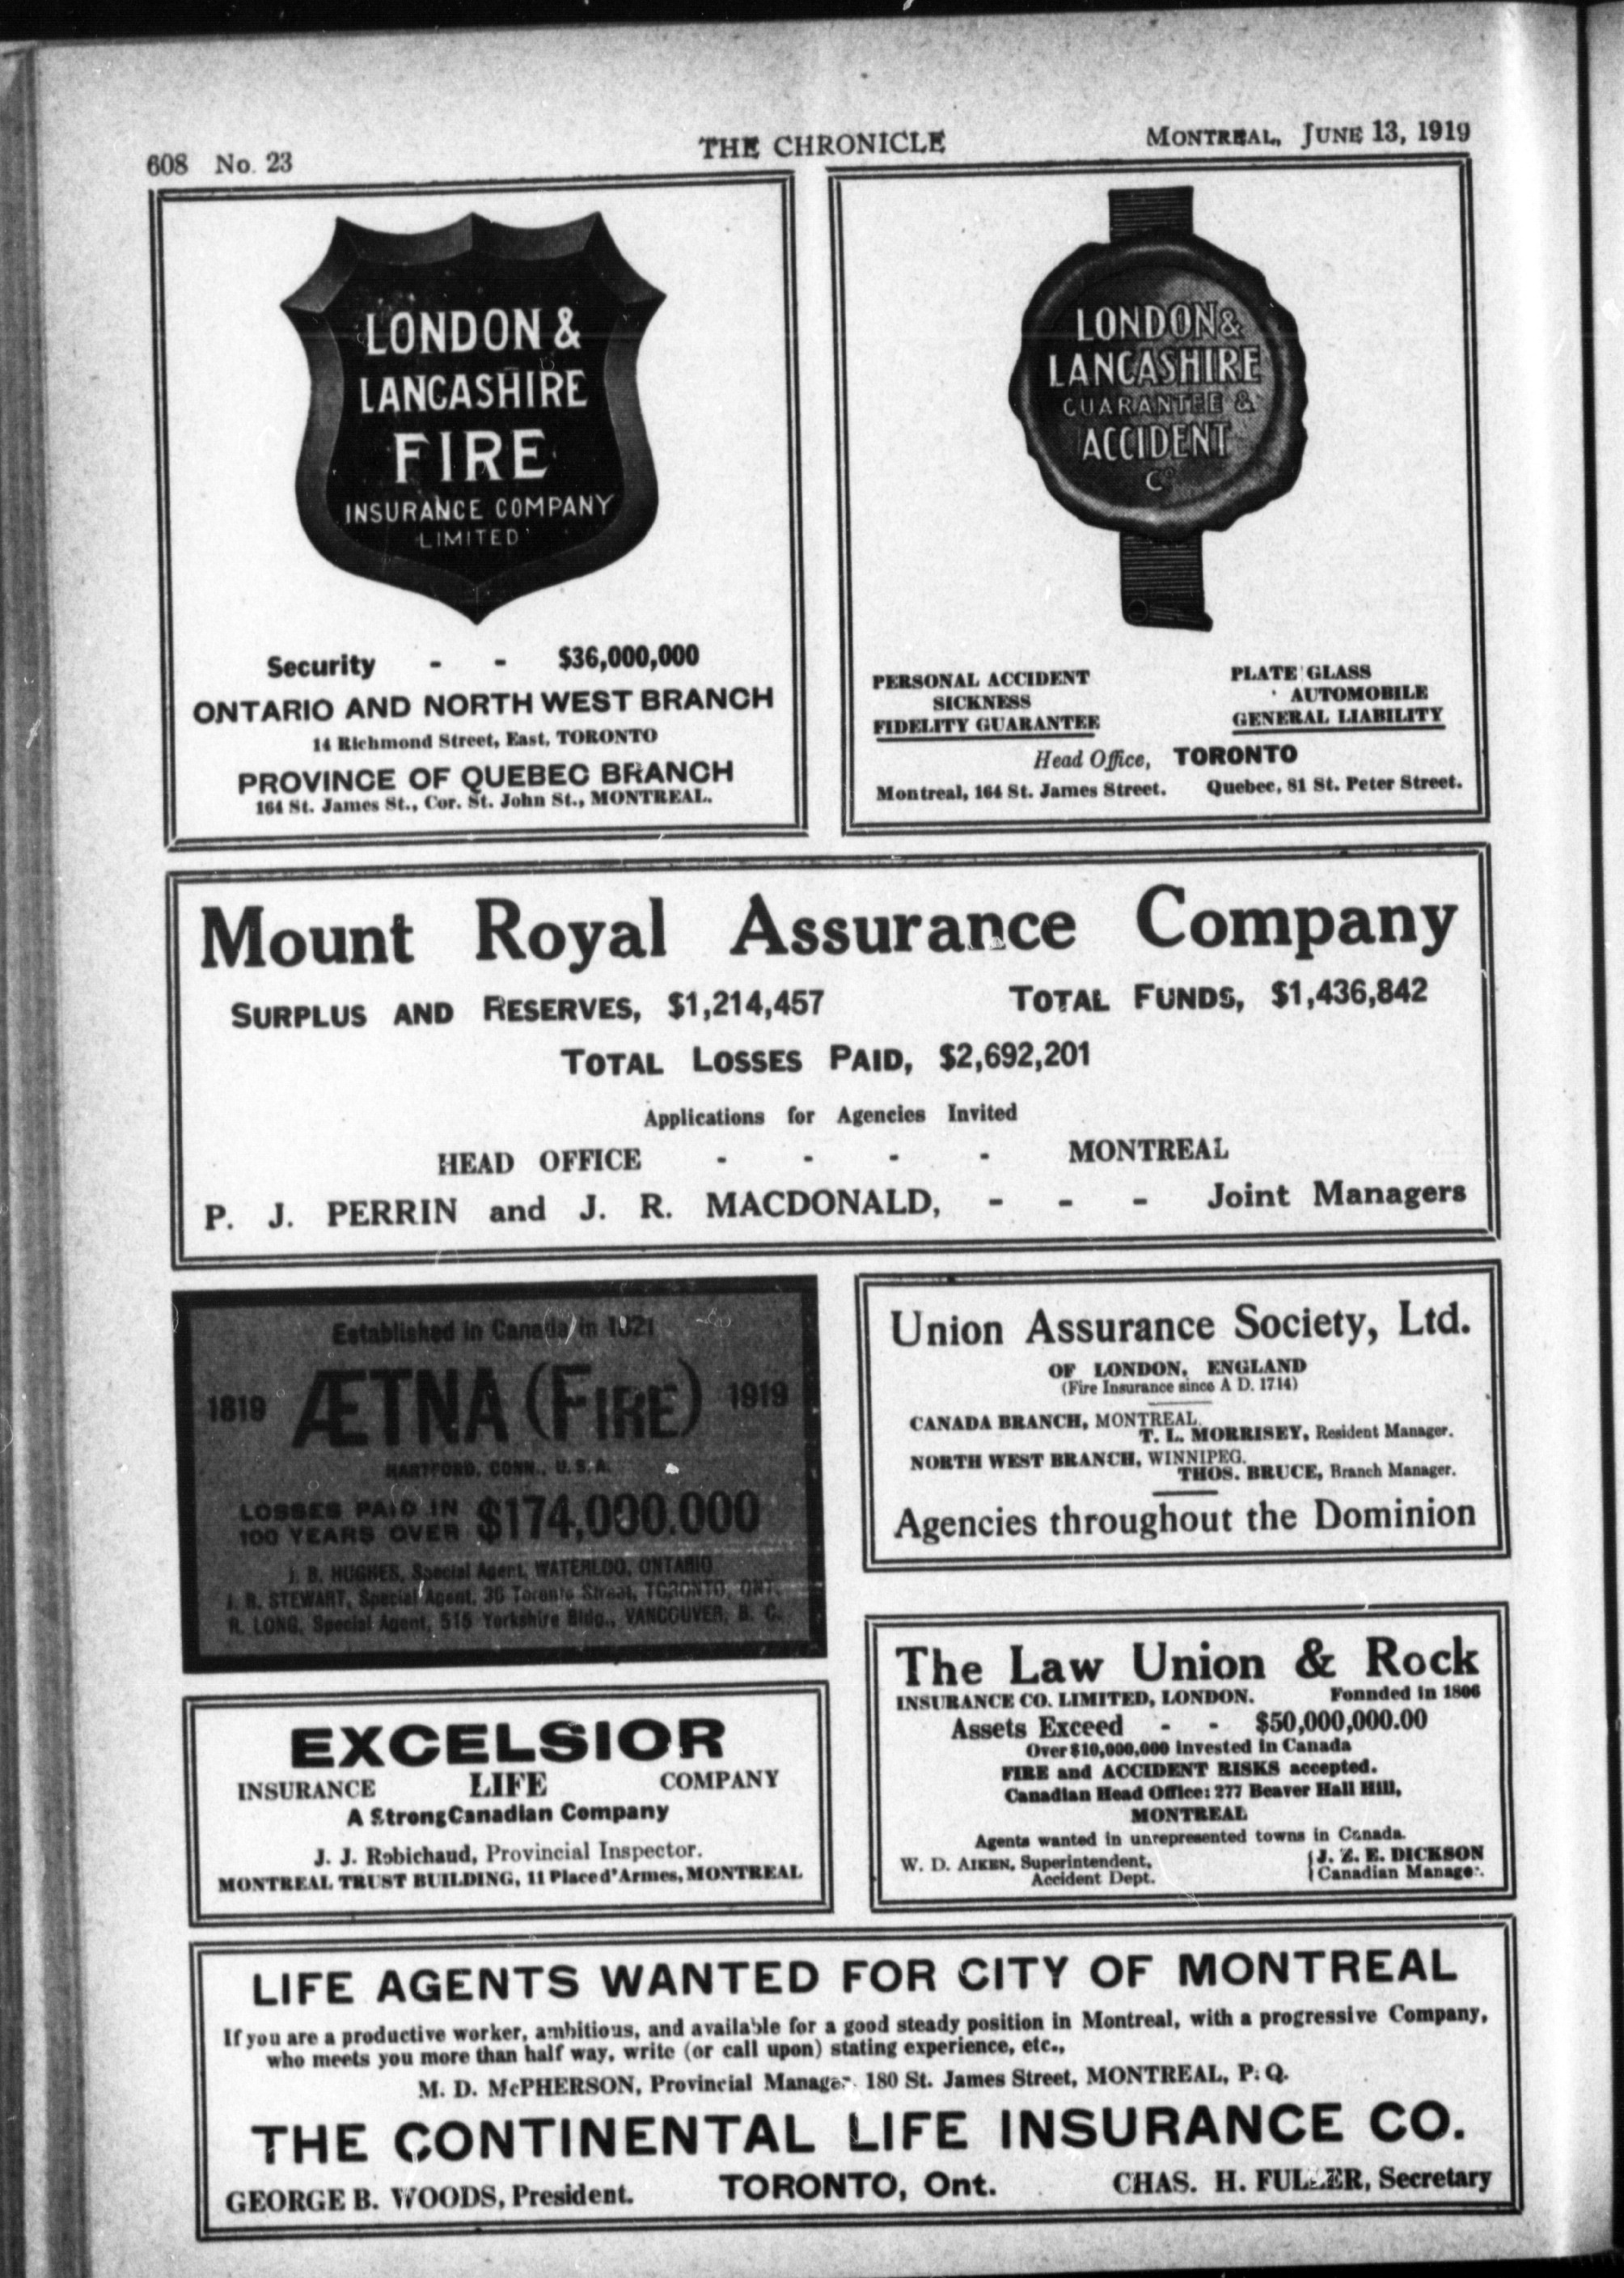 608 No. 23
THE CHRONICLE
MONTREAL, JUNE 13, 1919
LONDON &
LANCASHIRE
FIRE
INSURANCE COMPANY
LIMITED
Security - - $36,000,000
ONTARIO AND NORTH WEST BRANCH
14 Richmond Street, East, TORONTO
PROVINCE OF QUEBEC BRANCH
164 St. James St., Cor. St. John St., MONTREAL.
LONDON &
LANCASHIRE
GUARANTEE &
ACCIDENT
Co
PERSONAL ACCIDENT
SICKNESS
FIDELITY GUARANTEE
PLATE GLASS
AUTOMOBILE
GENERAL LIABILITY
Head Office, TORONTO
Montreal, 164 St. James Street. Quebec, 81 St. Peter Street.
Mount Royal Assurance Company
SURPLUS AND RESERVES, $1,214,457 TOTAL FUNDS, $1,436,842
TOTAL LOSSES PAID, $2,692,201
Applications for Agencies Invited
HEAD OFFICE - - - - MONTREAL
P. J. PERRIN and J. R. MACDONALD, - - - Joint Managers
Established in Canada in 1821
1819 ÆTNA (FIRE) 1919
HARTFORD, CONN., U.S.A.
LOSSES PAID IN
100 YEARS OVER $174,000.000
J. B. HUGHES, Special Agent, WATERLOO, ONTARIO
J. R. STEWART, Special Agent, 36 Toronto Street, TORONTO, ONT.
R. LONG, Special Agent, 515 Yorkshire Bldg., VANCOUVER, B. C.
Union Assurance Society, Ltd.
OF LONDON, ENGLAND
(Fire Insurance since A D. 1714)
CANADA BRANCH, MONTREAL.
T. L. MORRISEY, Resident Manager.
NORTH WEST BRANCH, WINNIPEG.
THOS. BRUCE, Branch Manager.
Agencies throughout the Dominion
EXCELSIOR
INSURANCE LIFE COMPANY
A Strong Canadian Company
J. J. Robichaud, Provincial Inspector.
MONTREAL TRUST BUILDING, 11 Place d'Armes, MONTREAL
The Law Union & Rock
INSURANCE CO. LIMITED, LONDON. Fonnded in 1806
Assets Exceed - - $50,000,000.00
Over $10,000,000 invested in Canada
FIRE and ACCIDENT RISKS accepted.
Canadian Head Office: 277 Beaver Hall Hill,
MONTREAL
Agents wanted in unrepresented towns in Canada.
W. D. AIKEN, Superintendent,
Accident Dept.
J. Z. E. DICKSON
Canadian Manager.
LIFE AGENTS WANTED FOR CITY OF MONTREAL
If you are a productive worker, ambitious, and available for a good steady position in Montreal, with a progressive Company,
who meets you more than half way, write (or call upon) stating experience, etc.,
M. D. McPHERSON, Provincial Manager. 180 St. James Street, MONTREAL, P. Q.
THE CONTINENTAL LIFE INSURANCE CO.
GEORGE B. WOODS, President. TORONTO, Ont. CHAS. H. FULLER, Secretary